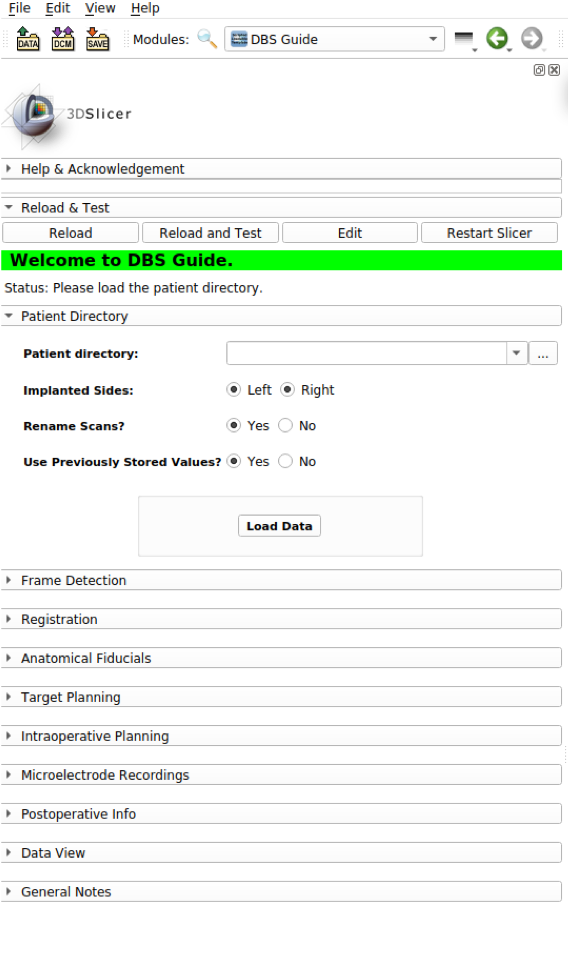 File Edit View Help
DATA DCM SAVE Modules: DBS Guide
3DSlicer
Help & Acknowledgement
Reload & Test
Reload Reload and Test Edit Restart Slicer
Welcome to DBS Guide.
Status: Please load the patient directory.
Patient Directory
Patient directory: ...
Implanted Sides: Left Right
Rename Scans? Yes No
Use Previously Stored Values? Yes No
Load Data
Frame Detection
Registration
Anatomical Fiducials
Target Planning
Intraoperative Planning
Microelectrode Recordings
Postoperative Info
Data View
General Notes